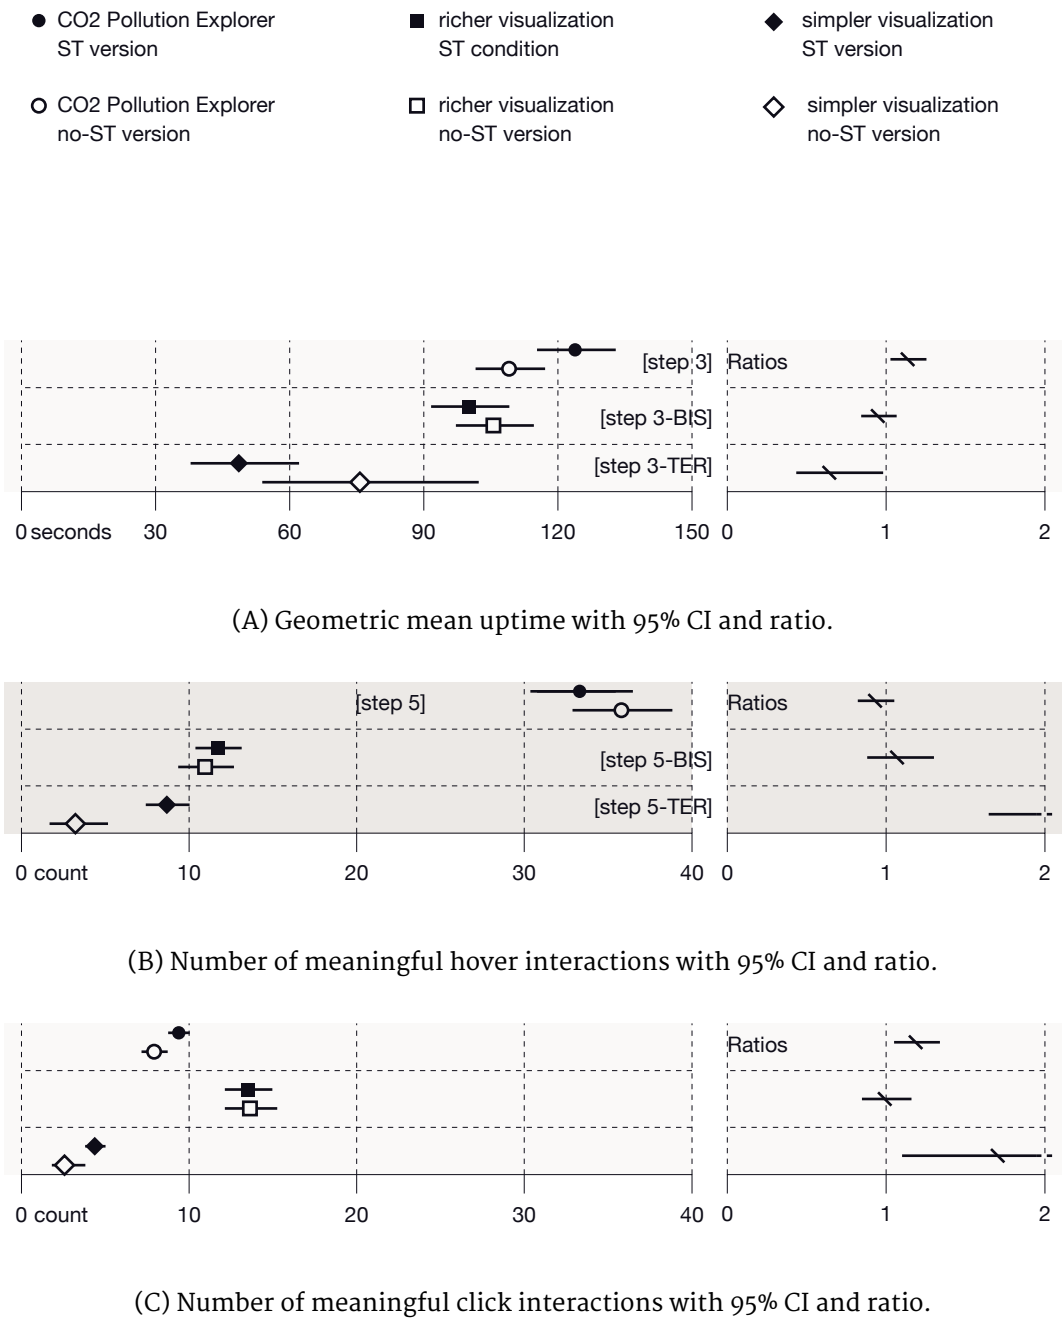 CO2 Pollution Explorer
ST version
richer visualization
ST condition
simpler visualization
ST version
CO2 Pollution Explorer
no-ST version
richer visualization
no-ST version
simpler visualization
no-ST version
[step 3] Ratios
[step 3-BIS]
[step 3-TER]
0 seconds 30 60 90 120 150 0 1 2
(A) Geometric mean uptime with 95% CI and ratio.
[step 5] Ratios
[step 5-BIS]
[step 5-TER]
0 count 10 20 30 40 0 1 2
(B) Number of meaningful hover interactions with 95% CI and ratio.
Ratios
0 count 10 20 30 40 0 1 2
(C) Number of meaningful click interactions with 95% CI and ratio.